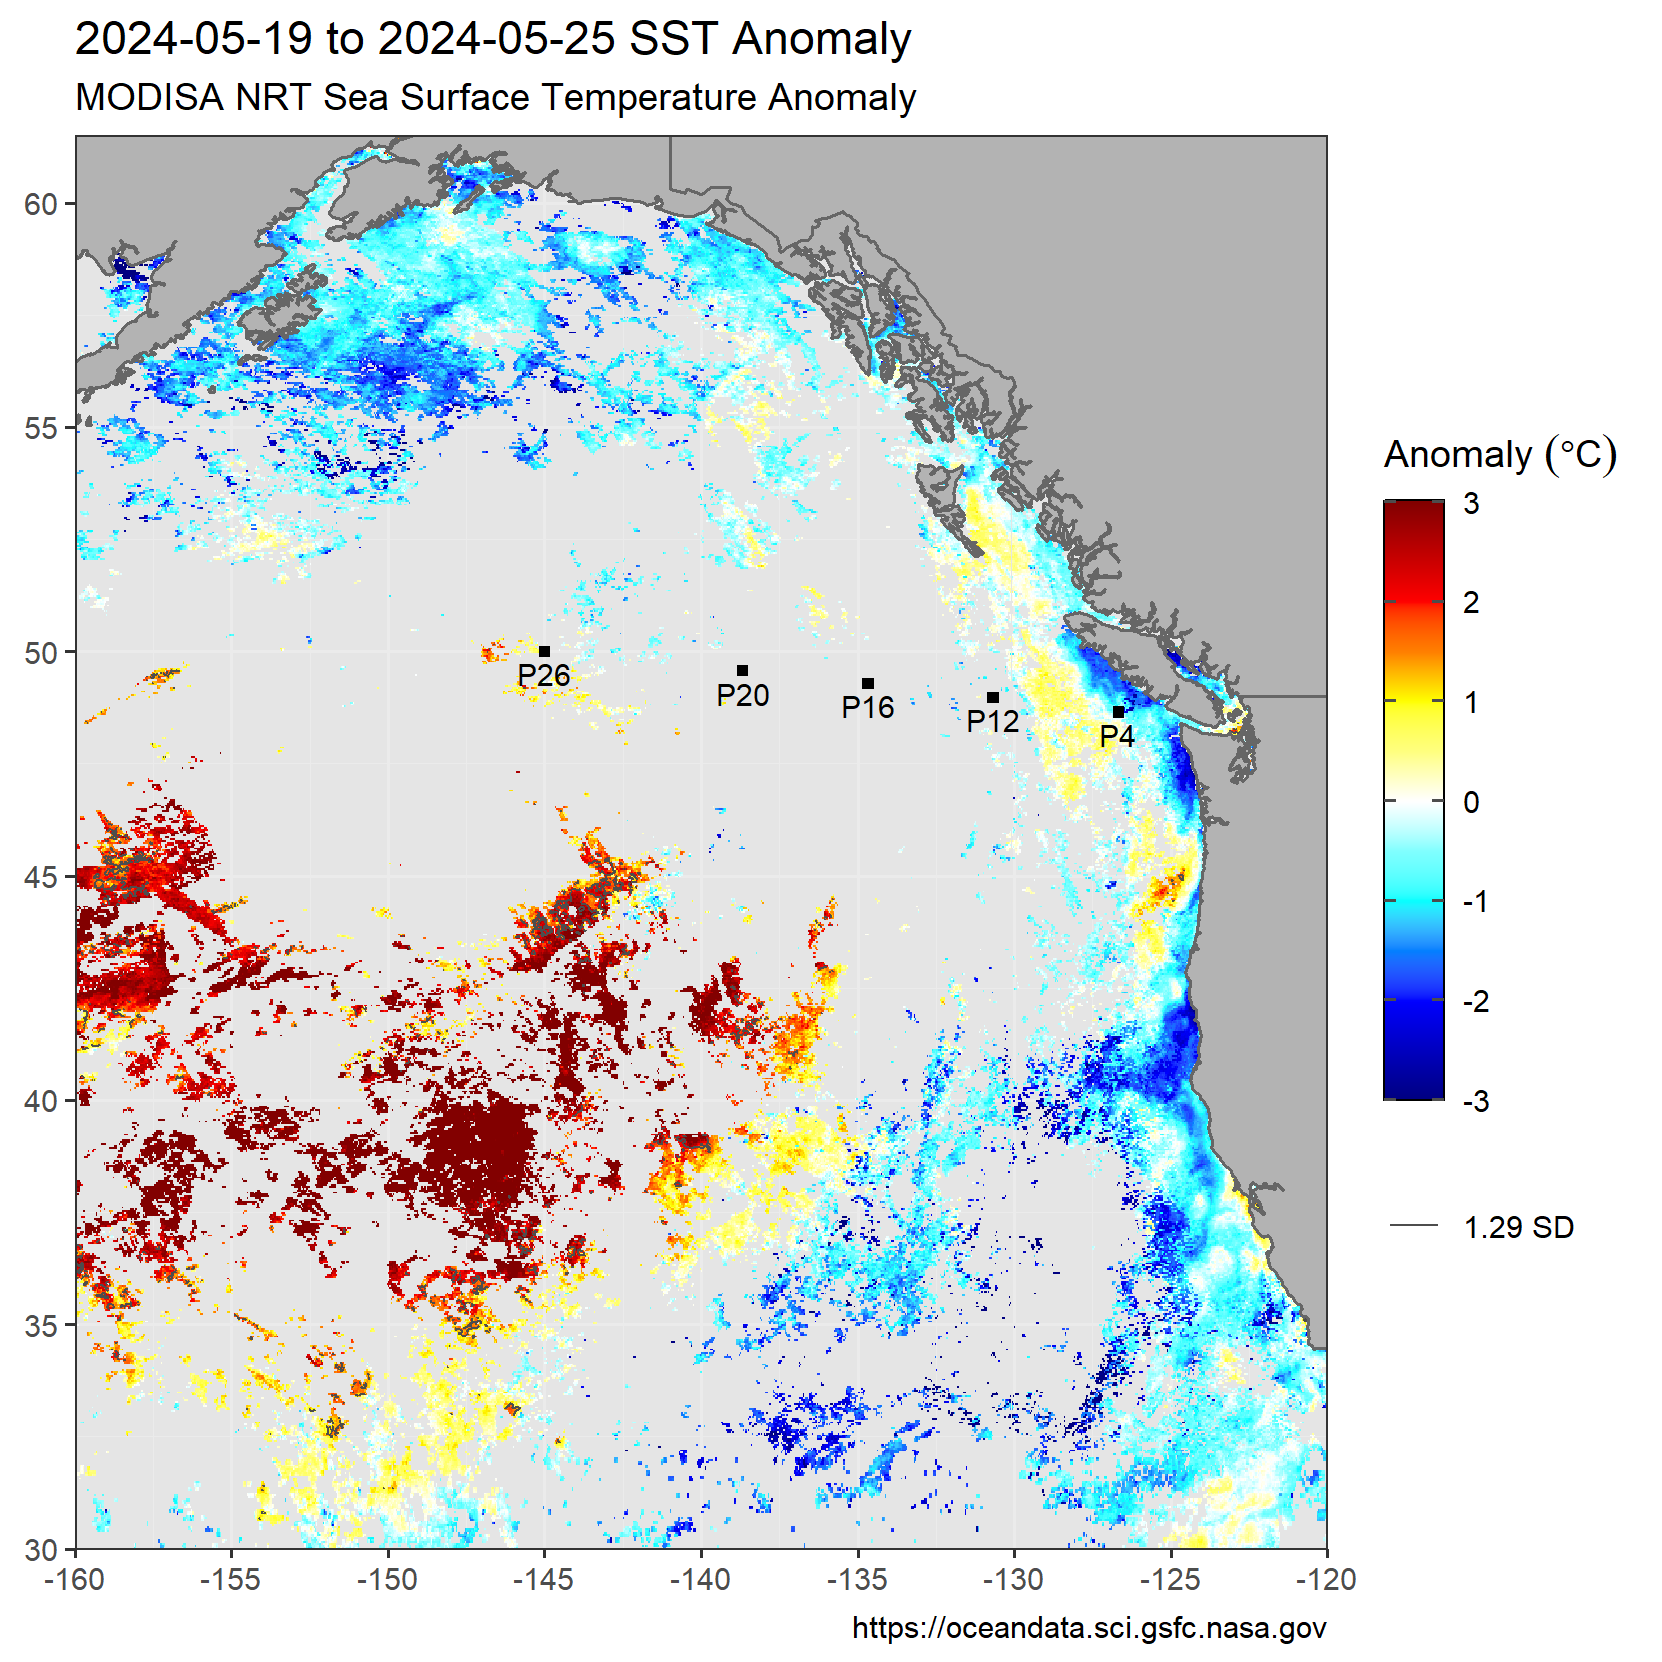 2024-05-19 to 2024-05-25 SST Anomaly
MODISA NRT Sea Surface Temperature Anomaly
60
55
50
45
40
35
30
-160
-155
-150
-145
-140
-135
-130
-125
-120
P26
P20
P16
P12
P4
Anomaly (°C)
3
2
1
0
-1
-2
-3
1.29 SD
https://oceandata.sci.gsfc.nasa.gov